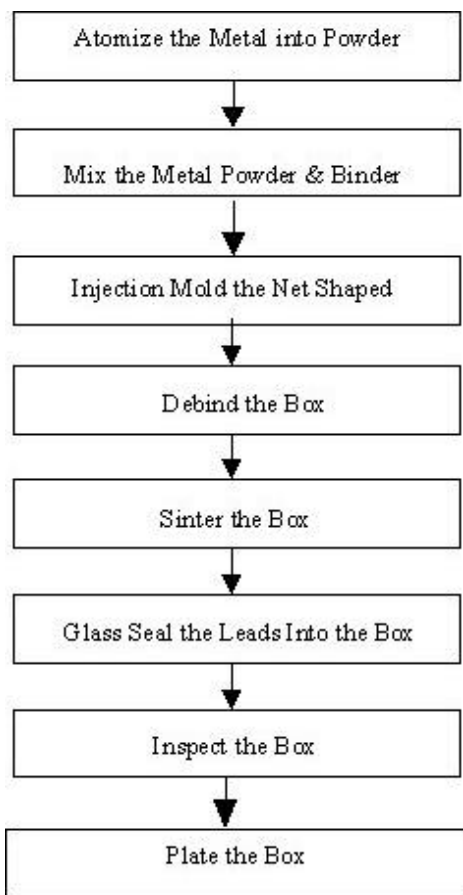 Atomize the Metal into Powder
Mix the Metal Powder & Binder
Injection Mold the Net Shaped
Debind the Box
Sinter the Box
Glass Seal the Leads Into the Box
Inspect the Box
Plate the Box